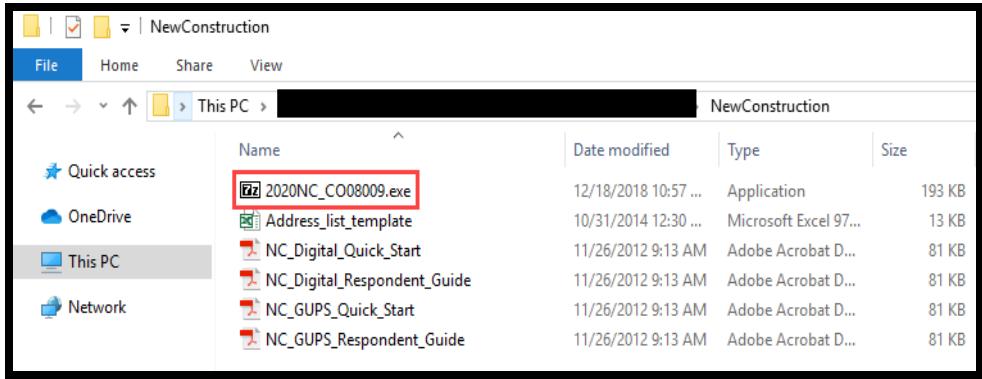 NewConstruction
File Home Share View
This PC NewConstruction
Name Date modified Type Size
Quick access
OneDrive
This PC
Network
7z 2020NC_CO08009.exe 12/18/2018 10:57 ... Application 193 KB
Address_list_template 10/31/2014 12:30 ... Microsoft Excel 97... 13 KB
NC_Digital_Quick_Start 11/26/2012 9:13 AM Adobe Acrobat D... 81 KB
NC_Digital_Respondent_Guide 11/26/2012 9:13 AM Adobe Acrobat D... 81 KB
NC_GUPS_Quick_Start 11/26/2012 9:13 AM Adobe Acrobat D... 81 KB
NC_GUPS_Respondent_Guide 11/26/2012 9:13 AM Adobe Acrobat D... 81 KB